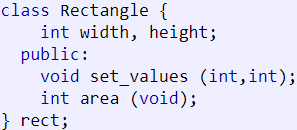 class Rectangle {
    int width, height;
  public:
    void set_values (int,int);
    int area (void);
} rect;